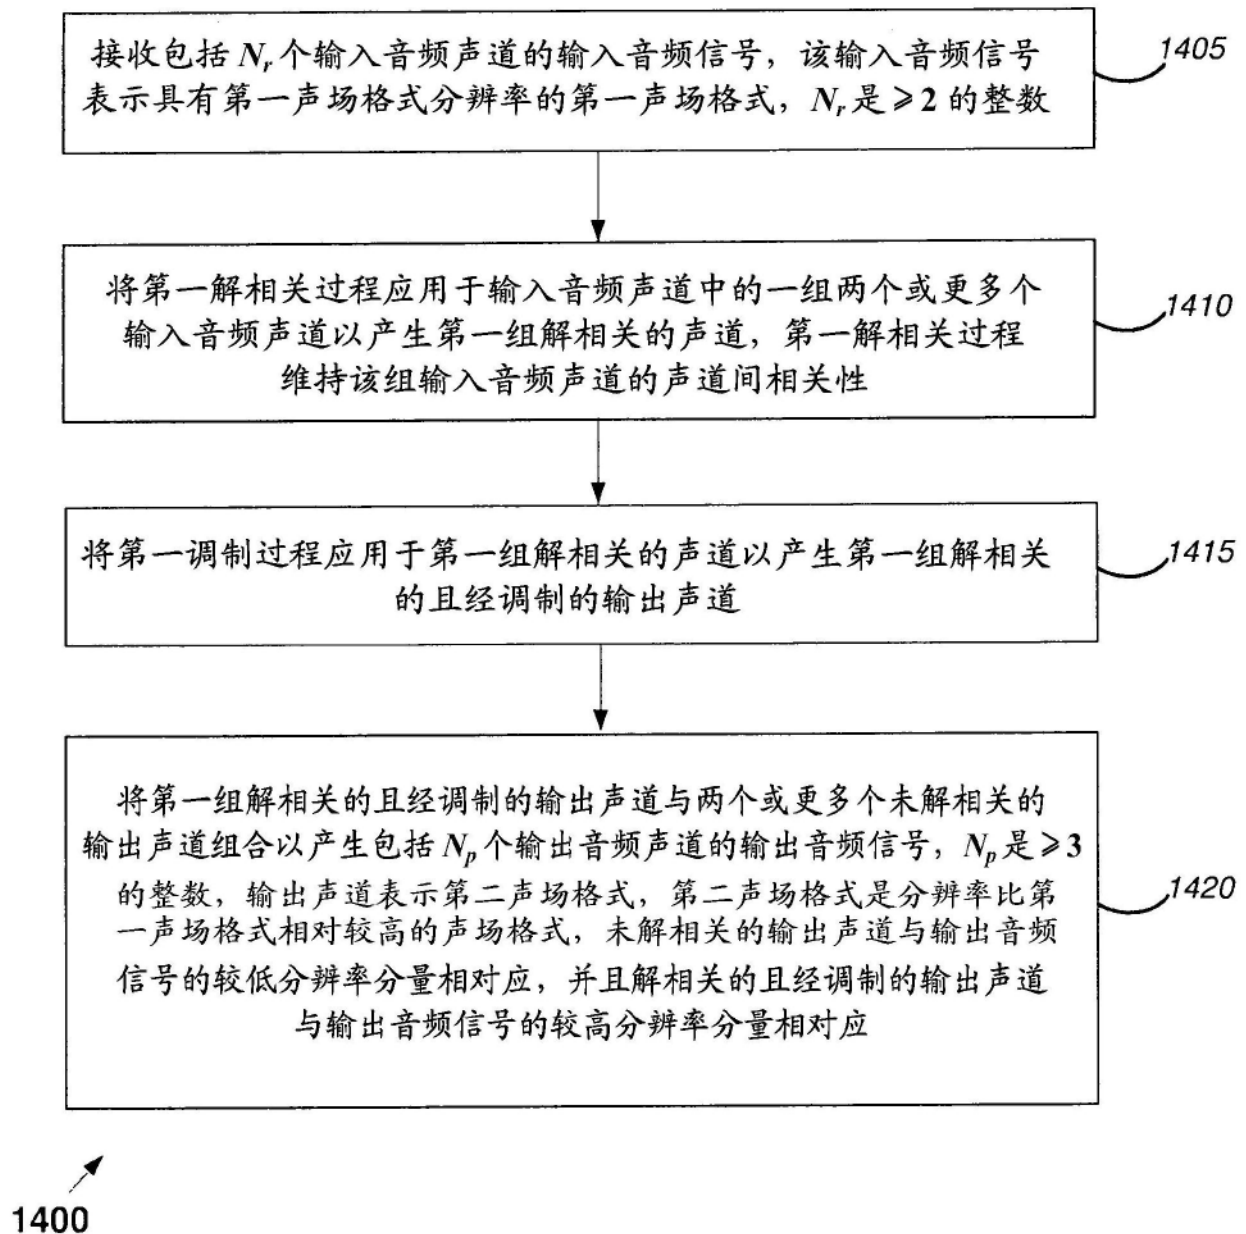 接收包括 Nr 个输入音频声道的输入音频信号，该输入音频信号
表示具有第一声场格式分辨率的第一声场格式，Nr 是 ≥2 的整数
1405
将第一解相关过程应用于输入音频声道中的一组两个或更多个
输入音频声道以产生第一组解相关的声道，第一解相关过程
维持该组输入音频声道的声道间相关性
1410
将第一调制过程应用于第一组解相关的声道以产生第一组解相关
的且经调制的输出声道
1415
将第一组解相关的且经调制的输出声道与两个或更多个未解相关的
输出声道组合以产生包括 Np 个输出音频声道的输出音频信号，Np 是 ≥3
的整数，输出声道表示第二声场格式，第二声场格式是分辨率比第
一声场格式相对较高的声场格式，未解相关的输出声道与输出音频
信号的较低分辨率分量相对应，并且解相关的且经调制的输出声道
与输出音频信号的较高分辨率分量相对应
1420
1400